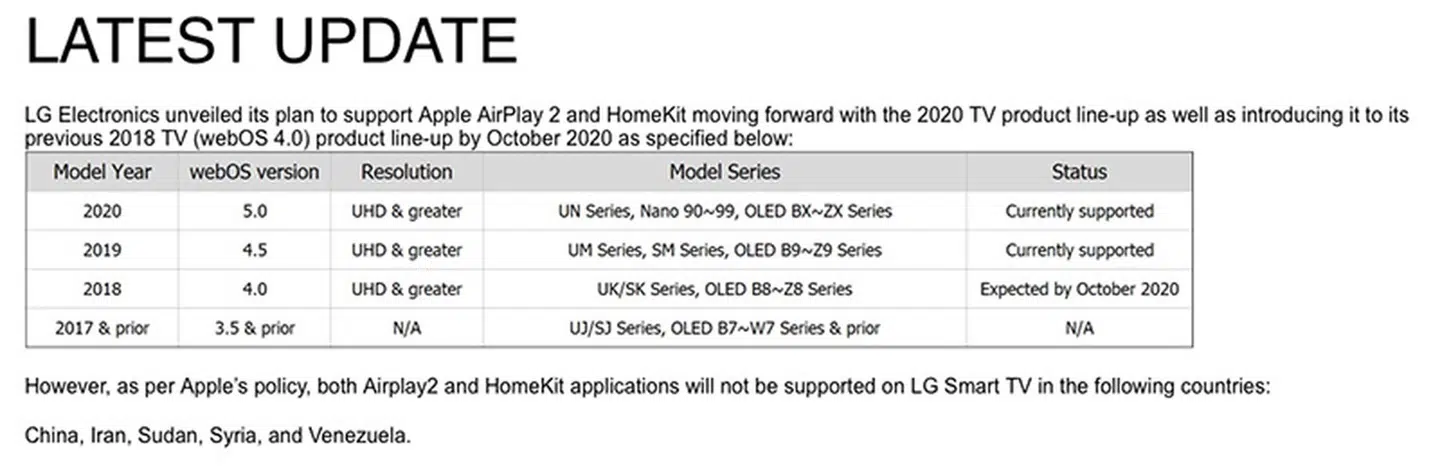 LATEST UPDATE
LG Electronics unveiled its plan to support Apple AirPlay 2 and HomeKit moving forward with the 2020 TV product line-up as well as introducing it to its
previous 2018 TV (webOS 4.0) product line-up by October 2020 as specified below:
Model Year webOS version Resolution Model Series Status
2020 5.0 UHD & greater UN Series, Nano 90~99, OLED BX~ZX Series Currently supported
2019 4.5 UHD & greater UM Series, SM Series, OLED B9~Z9 Series Currently supported
2018 4.0 UHD & greater UK/SK Series, OLED B8~Z8 Series Expected by October 2020
2017 & prior 3.5 & prior N/A UJ/SJ Series, OLED B7~W7 Series & prior N/A
However, as per Apple's policy, both Airplay2 and HomeKit applications will not be supported on LG Smart TV in the following countries:
China, Iran, Sudan, Syria, and Venezuela.